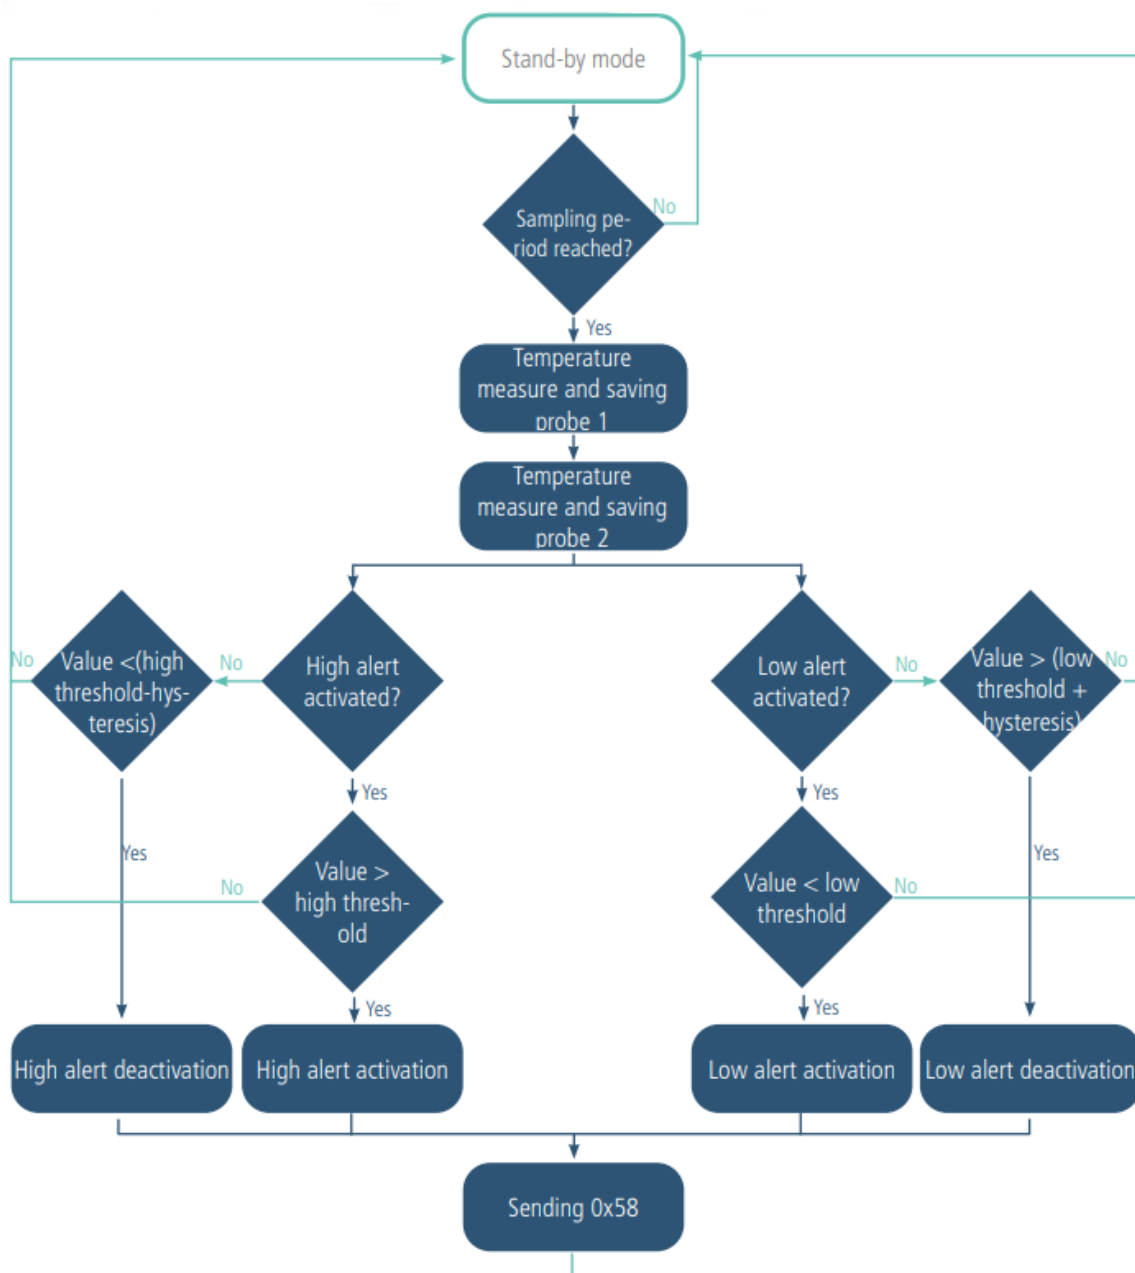 Stand-by mode
No
Sampling pe-
riod reached?
Yes
Temperature
measure and saving
probe 1
Temperature
measure and saving
probe 2
No
Value <(high
threshold-hys-
teresis)
No
High alert
activated?
Low alert
activated?
No
Value > (low
threshold +
hysteresis)
No
Yes
Yes
Yes
Value >
high thresh-
old
No
Value < low
threshold
No
Yes
Yes
Yes
High alert deactivation
High alert activation
Low alert activation
Low alert deactivation
Sending 0x58